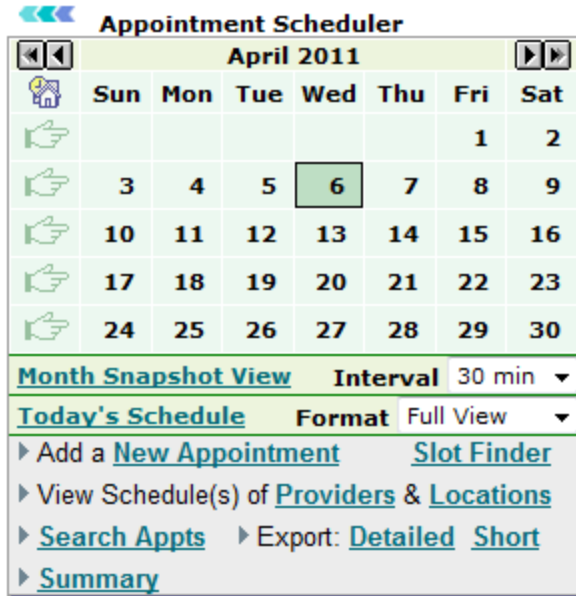 Appointment Scheduler
April 2011
Sun Mon Tue Wed Thu Fri Sat
1 2
3 4 5 6 7 8 9
10 11 12 13 14 15 16
17 18 19 20 21 22 23
24 25 26 27 28 29 30
Month Snapshot View Interval 30 min
Today's Schedule Format Full View
Add a New Appointment Slot Finder
View Schedule(s) of Providers & Locations
Search Appts Export: Detailed Short
Summary